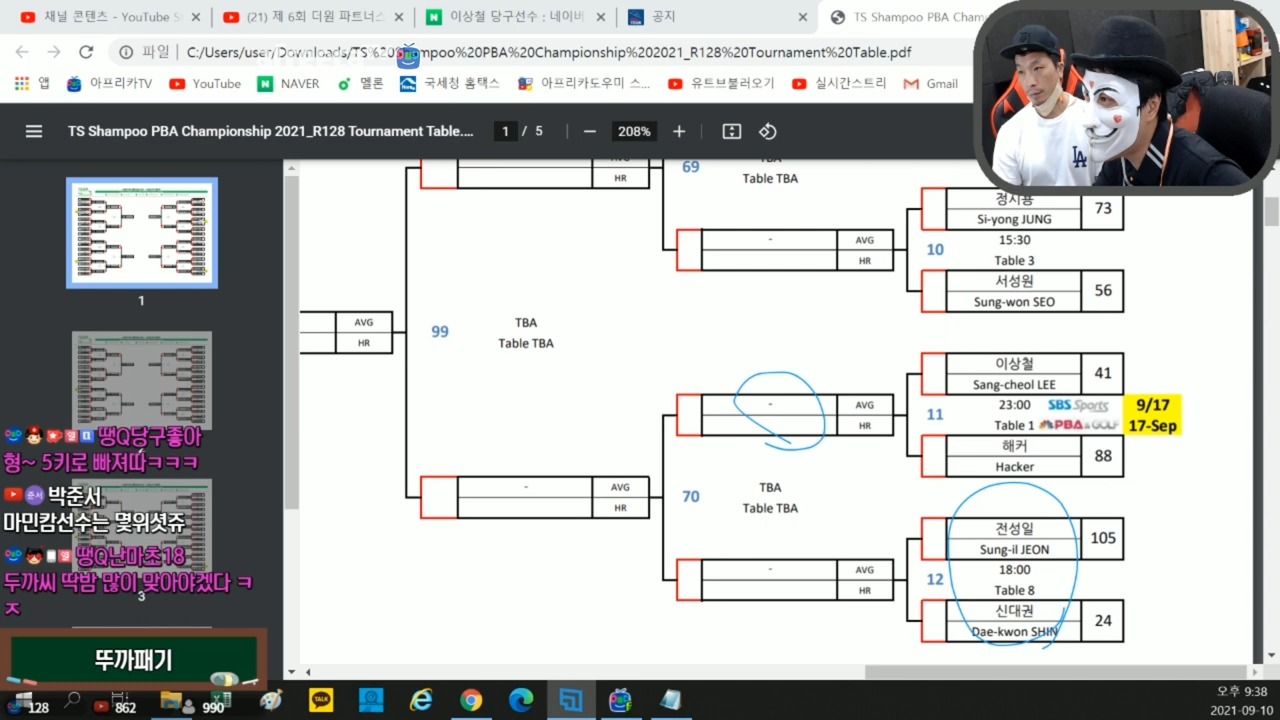 채널 콘텐츠 - YouTube S
(21) 제 6회 더원 파트너스
이상철 당구선수 : 네이버
공지
TS Shampoo PBA Cham
파일
C:/Users/user/Downloads/TS%20Shampoo%20PBA%20Championship%202021_R128%20Tournament%20Table.pdf
앱
아프리카TV
YouTube
NAVER
멜론
국세청 홈택스
아프리카도우미 스...
유트브불러오기
실시간스트리
Gmail
TS Shampoo PBA Championship 2021_R128 Tournament Table....
1 / 5
208%
HR
69
TBA
Table TBA
정시용
Si-yong JUNG
73
10
15:30
Table 3
서성원
Sung-won SEO
56
-
AVG
HR
AVG
HR
99
TBA
Table TBA
이상철
Sang-cheol LEE
41
11
23:00
SBS Sports
Table 1
PBA & GOLF
9/17
17-Sep
해커
Hacker
88
-
AVG
HR
-
AVG
HR
70
TBA
Table TBA
전성일
Sung-il JEON
105
12
18:00
Table 8
신대권
Dae-kwon SHIN
24
-
AVG
HR
LA
1
3
땡Q당구좋아
형~ 5키로 빠져따ㅋㅋㅋ
준서 박준서
마민캄선수는 몇위셧쥬
땡Q난마초18
두까씨 딱밤 많이 맞아야겠다 ㅋ
ㅈ
뚜까패기
128
862
990
TALK
오후 9:38
2021-09-10